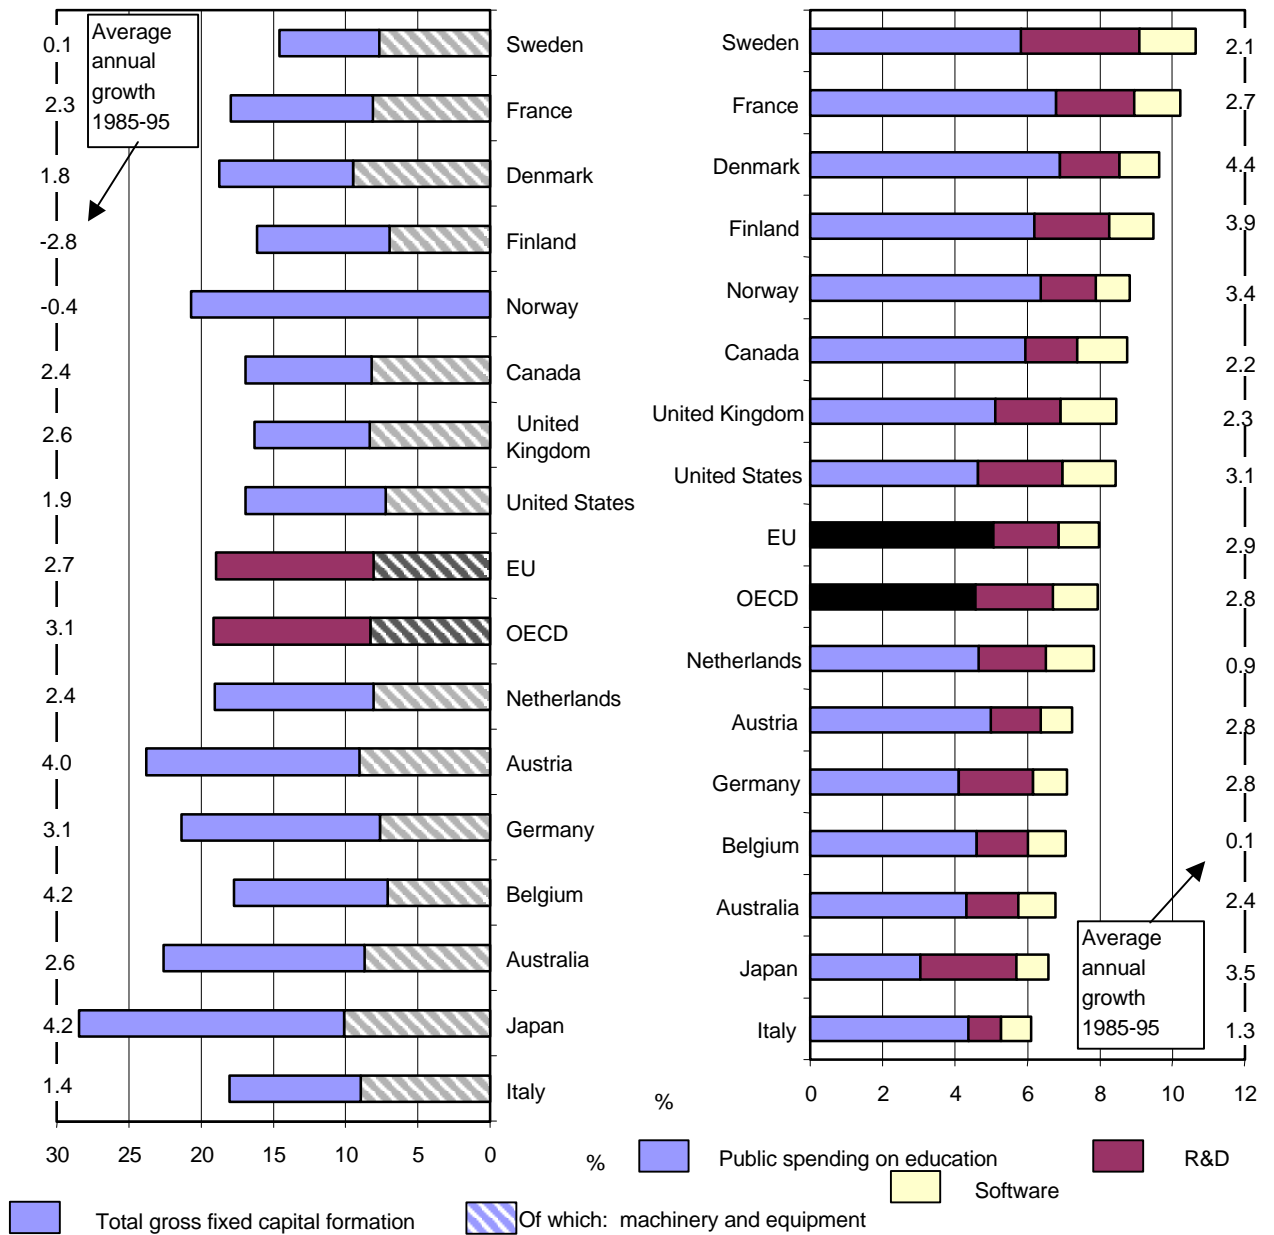 Average
annual
growth
1985-95
0.1
Sweden
2.3
France
1.8
Denmark
-2.8
Finland
-0.4
Norway
2.4
Canada
2.6
United
Kingdom
1.9
United States
2.7
EU
3.1
OECD
2.4
Netherlands
4.0
Austria
3.1
Germany
4.2
Belgium
2.6
Australia
4.2
Japan
1.4
Italy
30 25 20 15 10 5 0
%
Total gross fixed capital formation
Of which: machinery and equipment
Sweden 2.1
France 2.7
Denmark 4.4
Finland 3.9
Norway 3.4
Canada 2.2
United Kingdom 2.3
United States 3.1
EU 2.9
OECD 2.8
Netherlands 0.9
Austria 2.8
Germany 2.8
Belgium 0.1
Australia 2.4
Japan 3.5
Italy 1.3
Average
annual
growth
1985-95
%
0 2 4 6 8 10 12
Public spending on education
R&D
Software